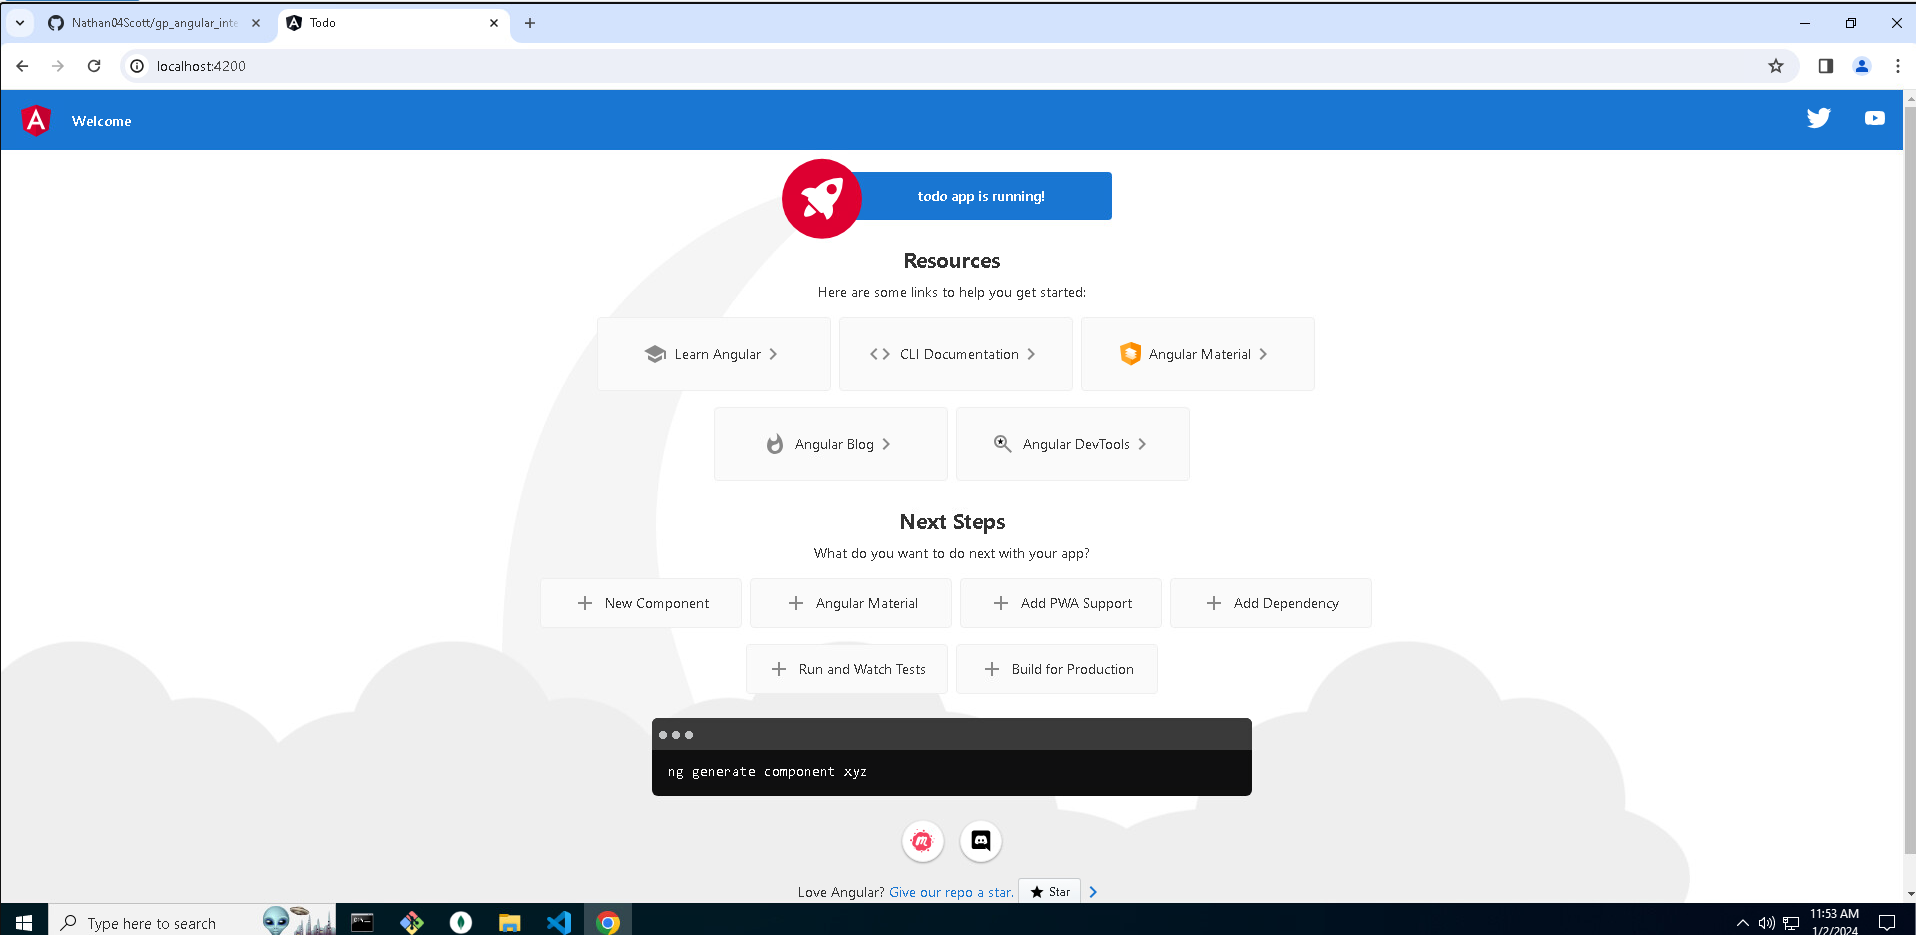 Nathan04Scott/gp_angular_inte
Todo
localhost:4200
Welcome
todo app is running!
Resources
Here are some links to help you get started:
Learn Angular
CLI Documentation
Angular Material
Angular Blog
Angular DevTools
Next Steps
What do you want to do next with your app?
New Component
Angular Material
Add PWA Support
Add Dependency
Run and Watch Tests
Build for Production
ng generate component xyz
Love Angular? Give our repo a star. Star
Type here to search
11:53 AM
1/2/2024